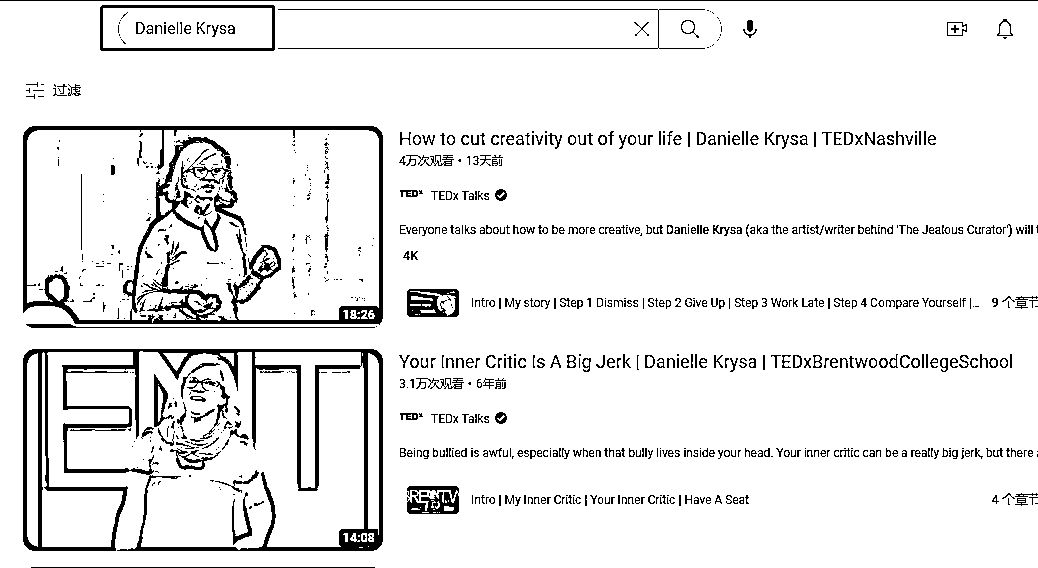 Danielle Krysa
过滤
How to cut creativity out of your life | Danielle Krysa | TEDxNashville
4万次观看 • 13天前
TEDx TEDx Talks
Everyone talks about how to be more creative, but Danielle Krysa (aka the artist/writer behind 'The Jealous Curator') will
4K
Intro | My story | Step 1 Dismiss | Step 2 Give Up | Step 3 Work Late | Step 4 Compare Yourself |... 9 个章节
18:26
ENT
Your Inner Critic Is A Big Jerk | Danielle Krysa | TEDxBrentwoodCollegeSchool
3.1万次观看 • 6年前
TEDx TEDx Talks
Being bullied is awful, especially when that bully lives inside your head. Your inner critic can be a really big jerk, but there
Intro | My Inner Critic | Your Inner Critic | Have A Seat 4 个章节
14:08